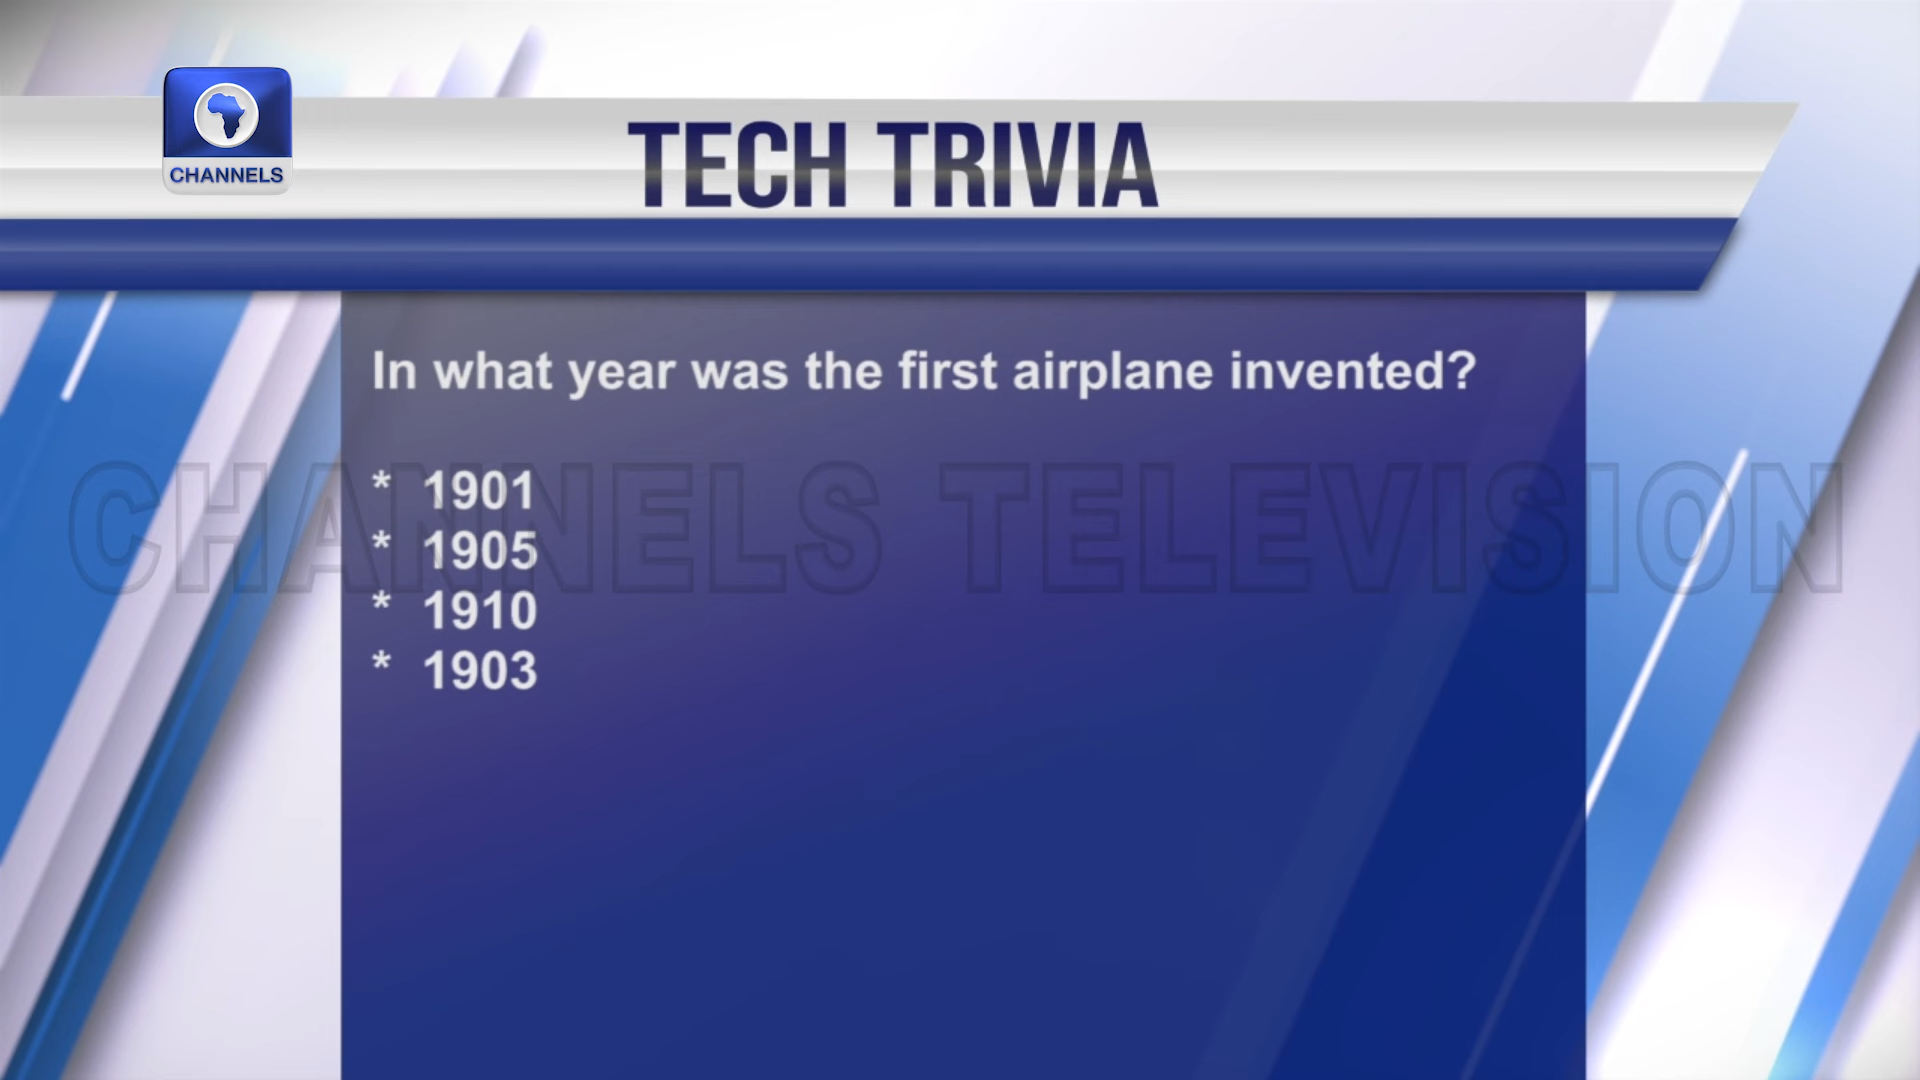 CHANNELS
TECH TRIVIA
In what year was the first airplane invented?
* 1901
* 1905
* 1910
* 1903
CHANNELS TELEVISION